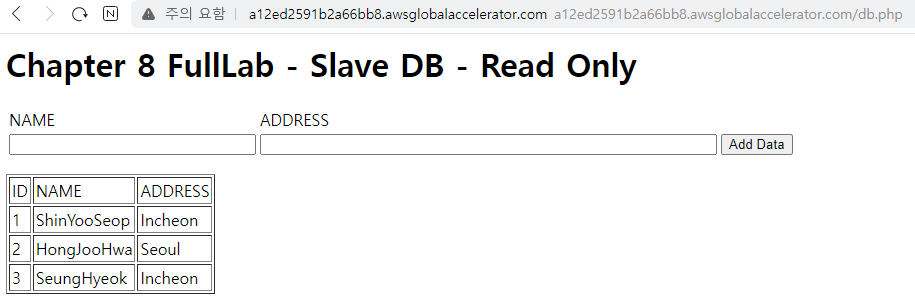 주의 요함 a12ed2591b2a66bb8.awsglobalaccelerator.com a12ed2591b2a66bb8.awsglobalaccelerator.com/db.php
Chapter 8 FullLab - Slave DB - Read Only
NAME ADDRESS
Add Data
ID NAME ADDRESS
1 ShinYooSeop Incheon
2 HongJooHwa Seoul
3 SeungHyeok Incheon